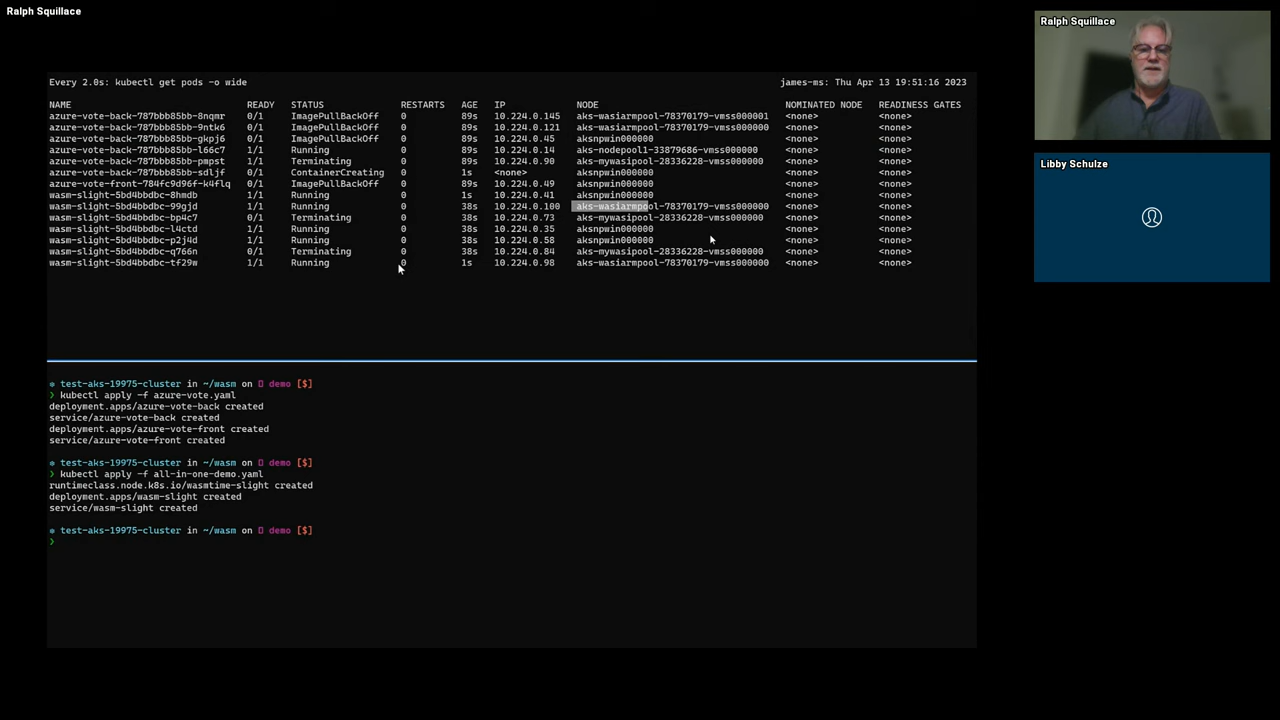 Ralph Squillace
Ralph Squillace
Libby Schulze
Every 2.0s: kubectl get pods -o wide james-ms: Thu Apr 13 19:51:16 2023
NAME READY STATUS RESTARTS AGE IP NODE NOMINATED NODE READINESS GATES
azure-vote-back-787bbb85bb-8nqmr 0/1 ImagePullBackOff 0 89s 10.224.0.145 aks-wasiarmpool-78370179-vmss000001 <none> <none>
azure-vote-back-787bbb85bb-9ntk6 0/1 ImagePullBackOff 0 89s 10.224.0.121 aks-wasiarmpool-78370179-vmss000000 <none> <none>
azure-vote-back-787bbb85bb-gkpj6 0/1 ImagePullBackOff 0 89s 10.224.0.45 aksnpwin000000 <none> <none>
azure-vote-back-787bbb85bb-l66c7 1/1 Running 0 89s 10.224.0.14 aks-nodepool1-33879686-vmss000000 <none> <none>
azure-vote-back-787bbb85bb-pmpst 1/1 Terminating 0 89s 10.224.0.90 aks-mywasipool-28336228-vmss000000 <none> <none>
azure-vote-back-787bbb85bb-sdljf 0/1 ContainerCreating 0 1s <none> aksnpwin000000 <none> <none>
azure-vote-front-784fc9d96f-k4flq 0/1 ImagePullBackOff 0 89s 10.224.0.49 aksnpwin000000 <none> <none>
wasm-slight-5bd4bbdbc-8hmdb 1/1 Running 0 1s 10.224.0.41 aksnpwin000000 <none> <none>
wasm-slight-5bd4bbdbc-99gjd 1/1 Running 0 38s 10.224.0.100 aks-wasiarmpool-78370179-vmss000000 <none> <none>
wasm-slight-5bd4bbdbc-bp4c7 0/1 Terminating 0 38s 10.224.0.73 aks-mywasipool-28336228-vmss000000 <none> <none>
wasm-slight-5bd4bbdbc-l4ctd 1/1 Running 0 38s 10.224.0.35 aksnpwin000000 <none> <none>
wasm-slight-5bd4bbdbc-p2j4d 1/1 Running 0 38s 10.224.0.58 aksnpwin000000 <none> <none>
wasm-slight-5bd4bbdbc-q766n 0/1 Terminating 0 38s 10.224.0.84 aks-mywasipool-28336228-vmss000000 <none> <none>
wasm-slight-5bd4bbdbc-tf29w 1/1 Running 0 1s 10.224.0.98 aks-wasiarmpool-78370179-vmss000000 <none> <none>
test-aks-19975-cluster in ~/wasm on demo [$]
❯ kubectl apply -f azure-vote.yaml
deployment.apps/azure-vote-back created
service/azure-vote-back created
deployment.apps/azure-vote-front created
service/azure-vote-front created
test-aks-19975-cluster in ~/wasm on demo [$]
❯ kubectl apply -f all-in-one-demo.yaml
runtimeclass.node.k8s.io/wasmtime-slight created
deployment.apps/wasm-slight created
service/wasm-slight created
test-aks-19975-cluster in ~/wasm on demo [$]
❯